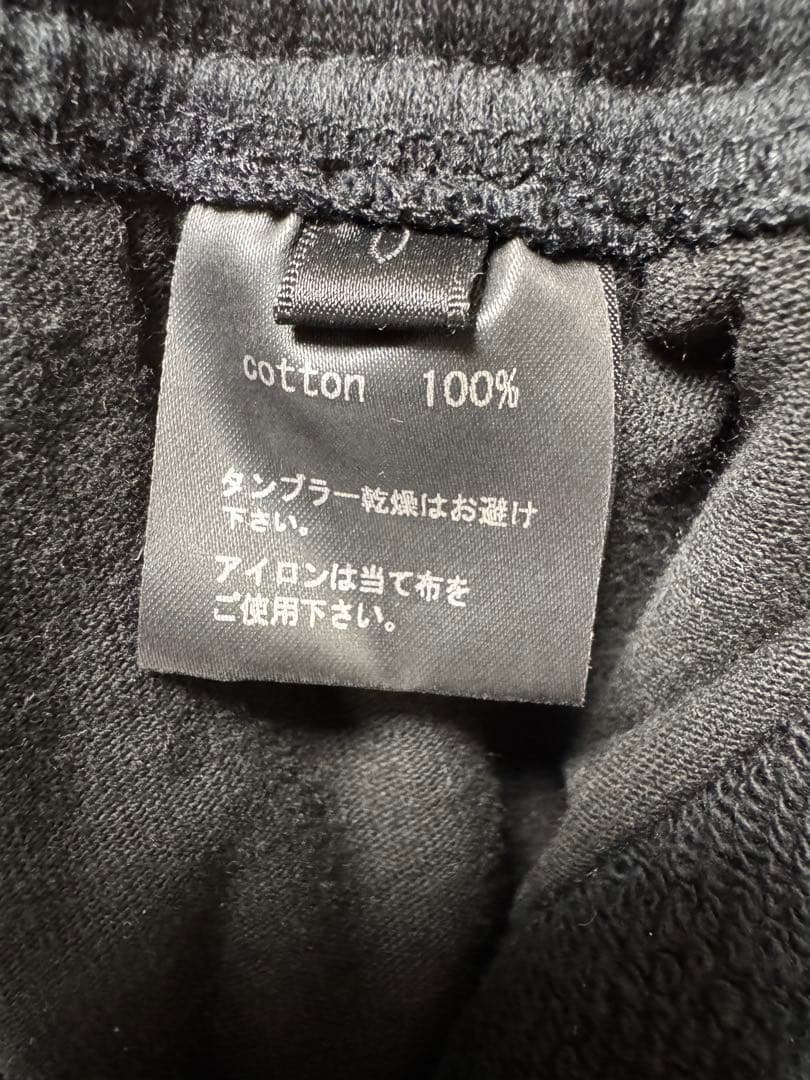 cotton 100%
タンブラー乾燥はお避け
下さい。
アイロンは当て布を
ご使用下さい。